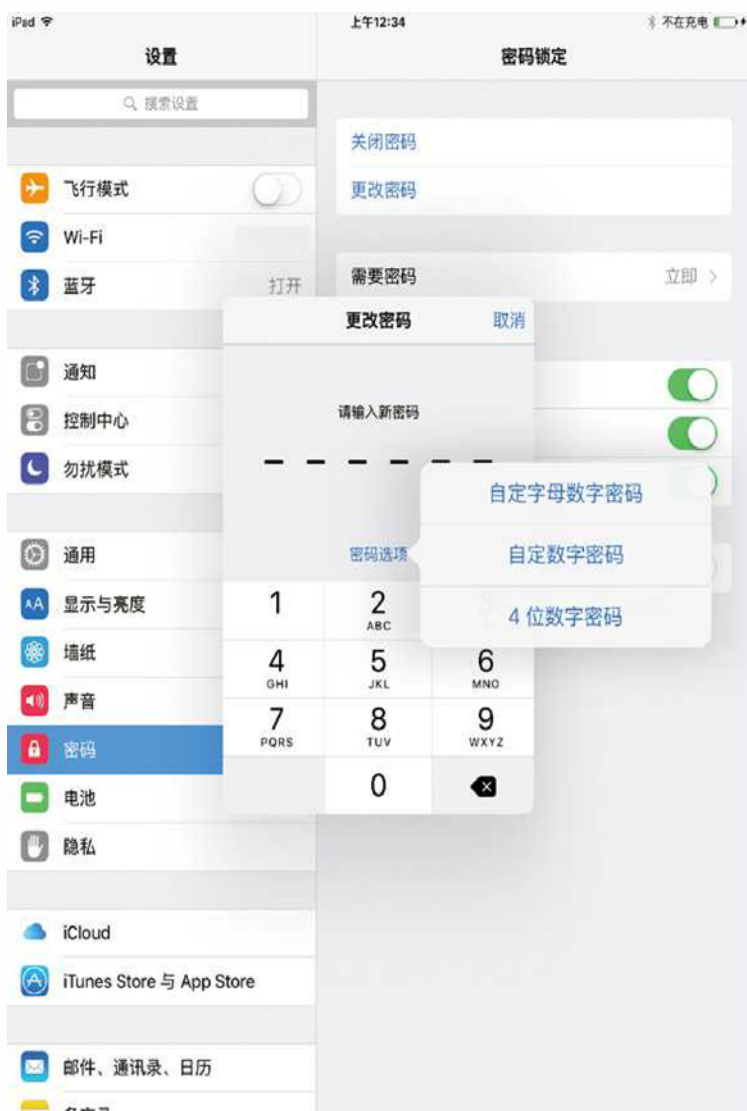 iPad 上午12:34 不在充电
设置 密码锁定
搜索设置
关闭密码
飞行模式 更改密码
Wi-Fi
蓝牙 打开 需要密码 立即
更改密码 取消
通知
请输入新密码
控制中心
勿扰模式
自定字母数字密码
通用 密码选项 自定数字密码
AA 显示与亮度 1 2 ABC 4 位数字密码
墙纸 4 GHI 5 JKL 6 MNO
声音 7 PQRS 8 TUV 9 WXYZ
密码
电池 0
隐私
iCloud
iTunes Store 与 App Store
邮件、通讯录、日历